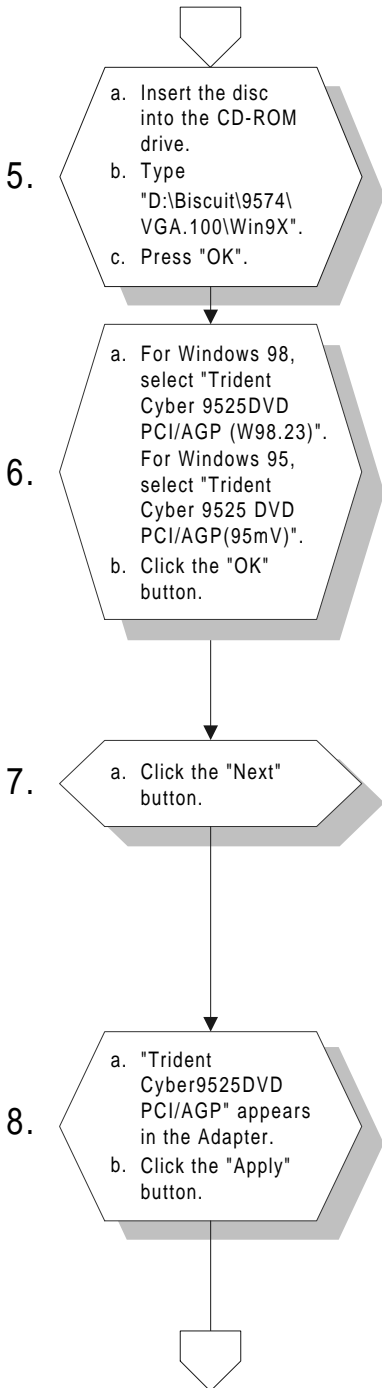 5.
a. Insert the disc
into the CD-ROM
drive.
b. Type
"D:\Biscuit\9574\
VGA.100\Win9X".
c. Press "OK".
6.
a. For Windows 98,
select "Trident
Cyber 9525DVD
PCI/AGP (W98.23)".
For Windows 95,
select "Trident
Cyber 9525 DVD
PCI/AGP(95mV)".
b. Click the "OK"
button.
7.
a. Click the "Next"
button.
8.
a. "Trident
Cyber9525DVD
PCI/AGP" appears
in the Adapter.
b. Click the "Apply"
button.